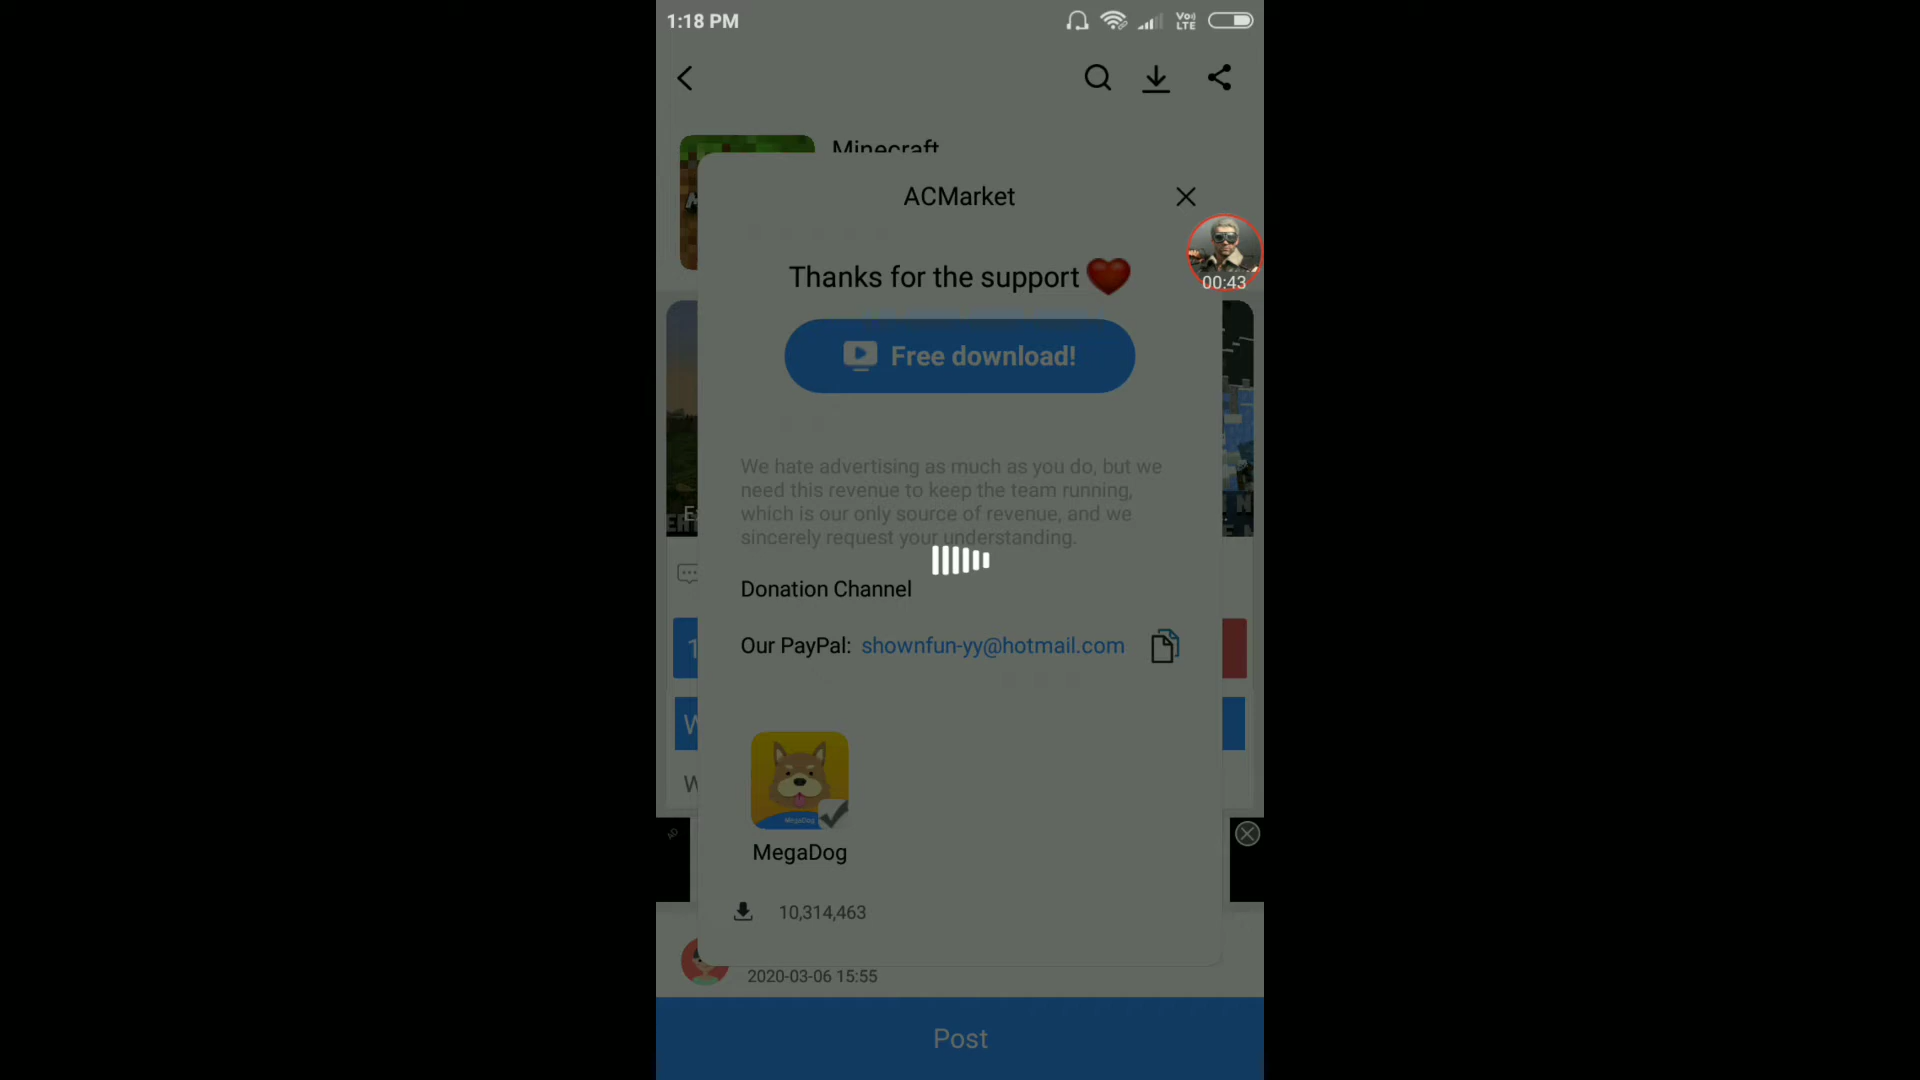 1:18 PM
Vo)
LTE
Minecraft
ACMarket
Thanks for the support
00:43
Free download!
We hate advertising as much as you do, but we
need this revenue to keep the team running,
which is our only source of revenue, and we
sincerely request your understanding.
Donation Channel
Our PayPal: shownfun-yy@hotmail.com
MegaDog
MegaDog
10,314,463
2020-03-06 15:55
Post